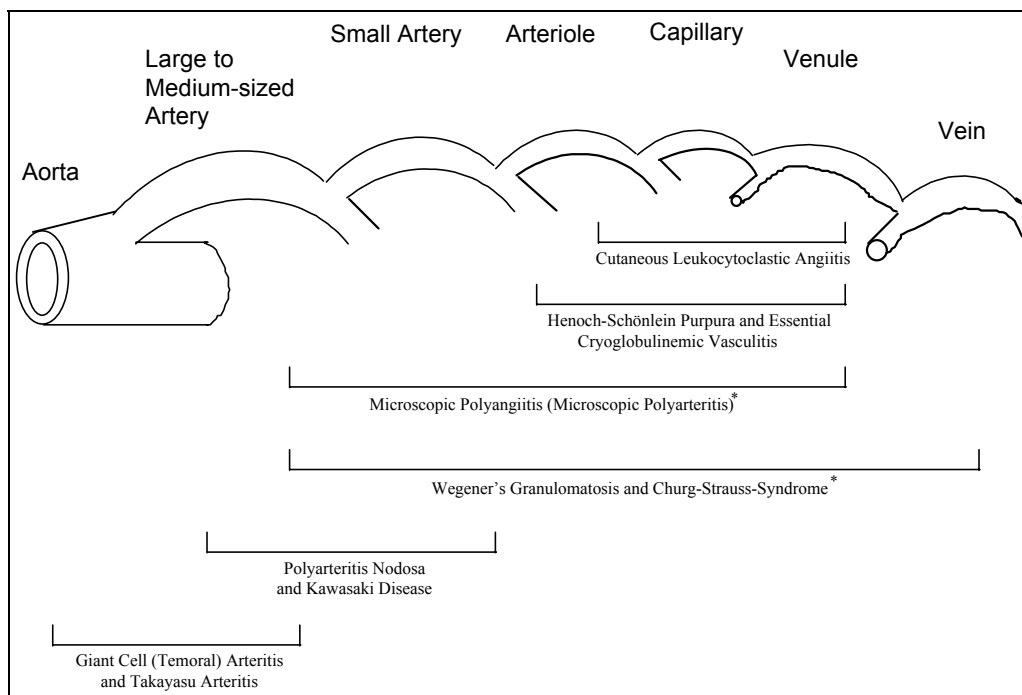 Small Artery
Arteriole
Capillary
Large to
Medium-sized
Artery
Venule
Vein
Aorta
Cutaneous Leukocytoclastic Angiitis
Henoch-Schönlein Purpura and Essential
Cryoglobulinemic Vasculitis
Microscopic Polyangiitis (Microscopic Polyarteritis)*
Wegener's Granulomatosis and Churg-Strauss-Syndrome*
Polyarteritis Nodosa
and Kawasaki Disease
Giant Cell (Temoral) Arteritis
and Takayasu Arteritis